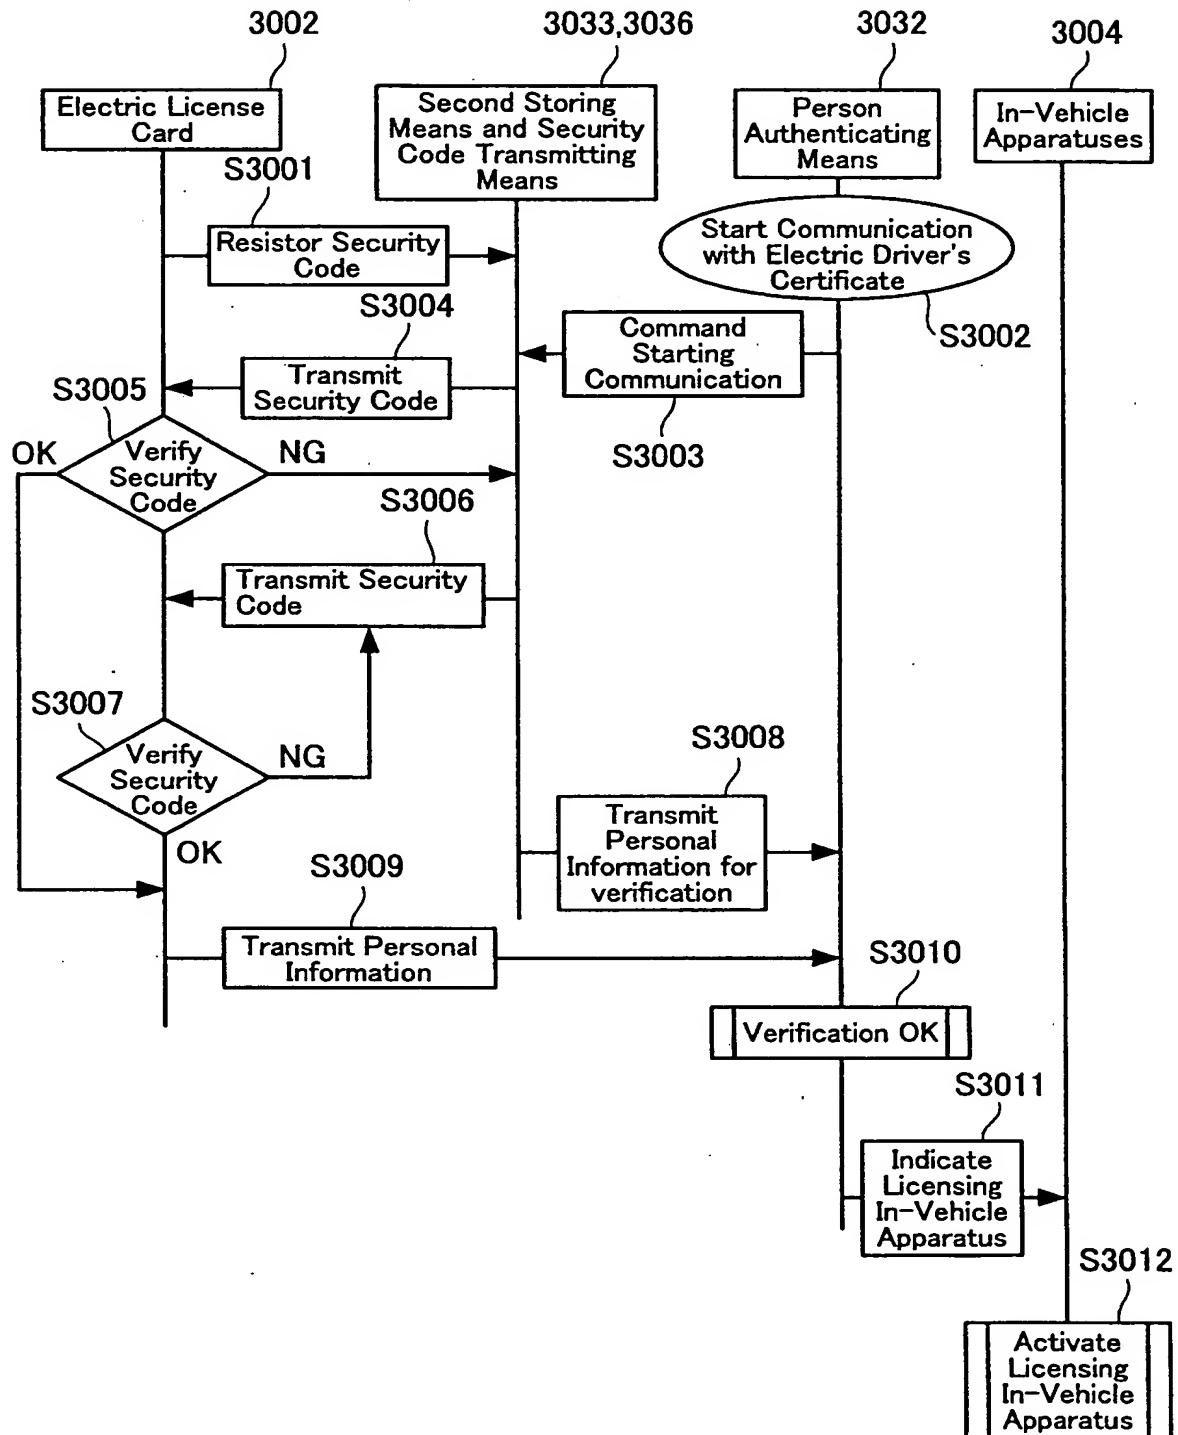 3002
3033,3036
3032
3004
Electric License
Card
Second Storing
Means and Security
Code Transmitting
Means
Person
Authenticating
Means
In-Vehicle
Apparatuses
S3001
Resistor Security
Code
Start Communication
with Electric Driver's
Certificate
S3002
S3004
Transmit
Security Code
Command
Starting
Communication
S3003
S3005
OK
Verify
Security
Code
NG
S3006
Transmit Security
Code
S3007
Verify
Security
Code
NG
OK
S3008
Transmit
Personal
Information for
verification
S3009
Transmit Personal
Information
S3010
Verification OK
S3011
Indicate
Licensing
In-Vehicle
Apparatus
S3012
Activate
Licensing
In-Vehicle
Apparatus